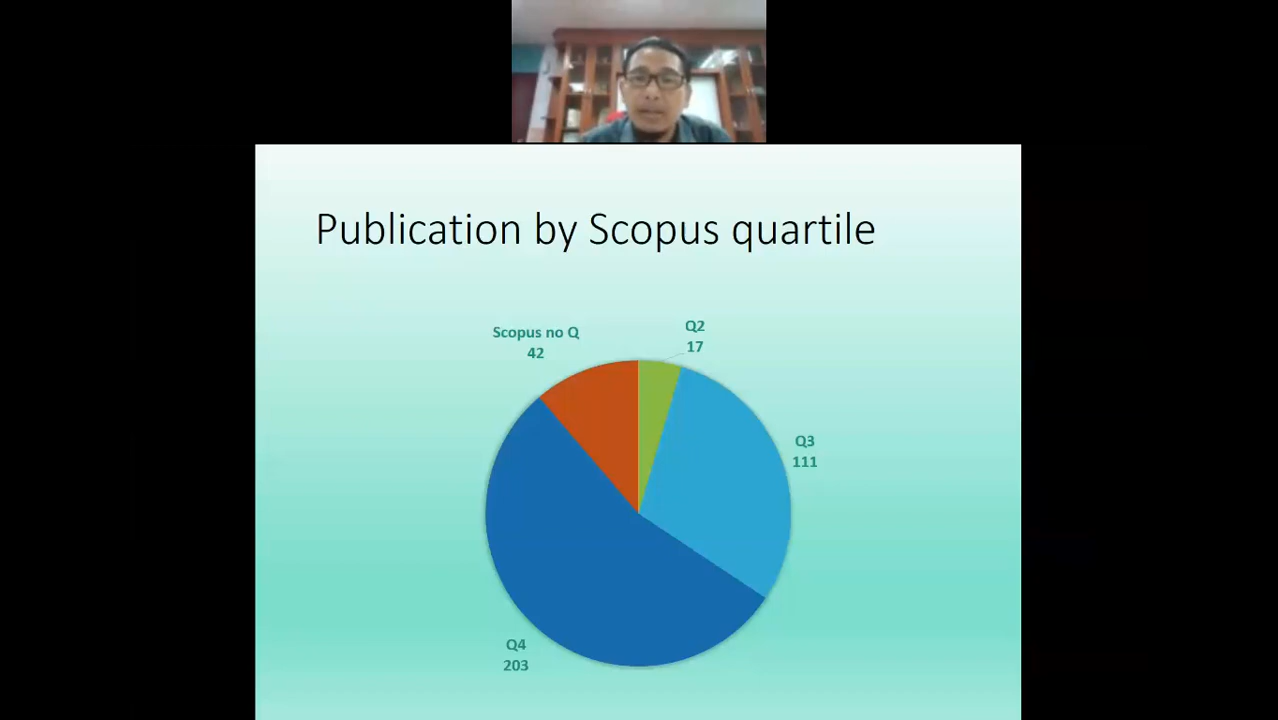 Publication by Scopus quartile
Scopus no Q
42
Q2
17
Q3
111
Q4
203